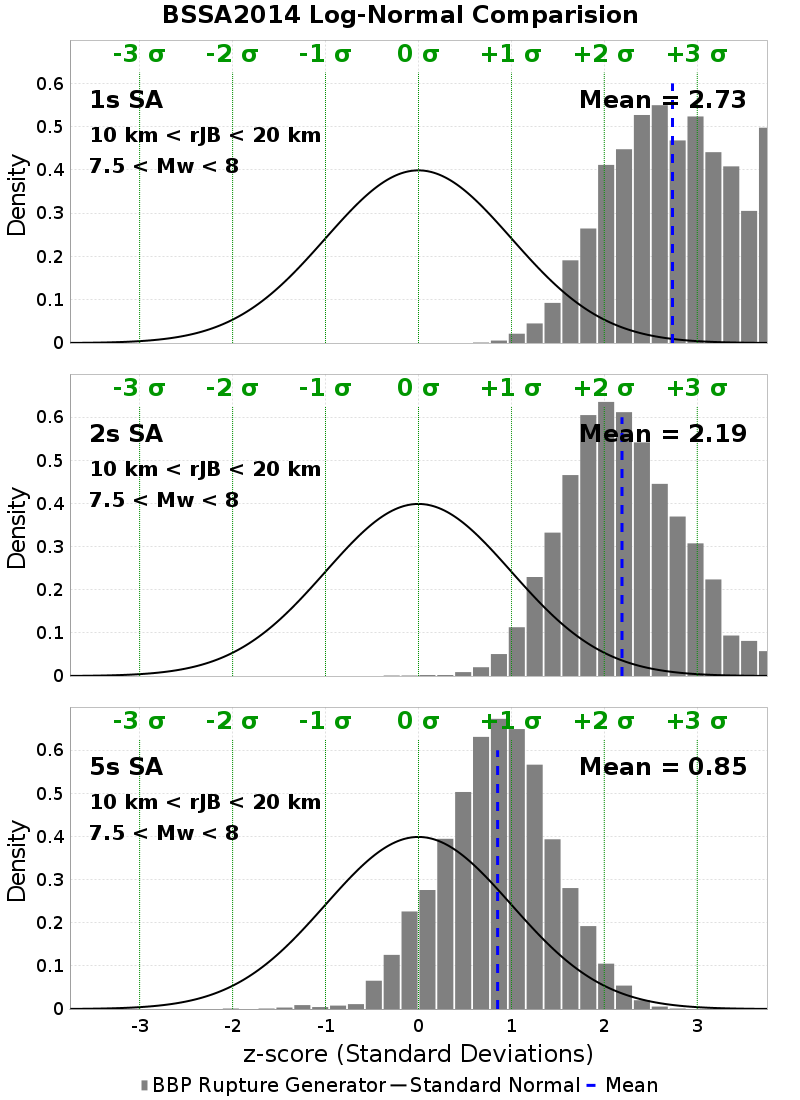 BSSA2014 Log-Normal Comparision
-3 σ -2 σ -1 σ 0 σ +1 σ +2 σ +3 σ
0.6
1s SA Mean = 2.73
0.5
10 km < rJB < 20 km
7.5 < Mw < 8
0.4
Density
0.3
0.2
0.1
0
-3 σ -2 σ -1 σ 0 σ +1 σ +2 σ +3 σ
0.6
2s SA Mean = 2.19
0.5
10 km < rJB < 20 km
7.5 < Mw < 8
0.4
Density
0.3
0.2
0.1
0
-3 σ -2 σ -1 σ 0 σ +1 σ +2 σ +3 σ
0.6
5s SA Mean = 0.85
0.5
10 km < rJB < 20 km
7.5 < Mw < 8
0.4
Density
0.3
0.2
0.1
0
-3 -2 -1 0 1 2 3
z-score (Standard Deviations)
BBP Rupture Generator Standard Normal Mean